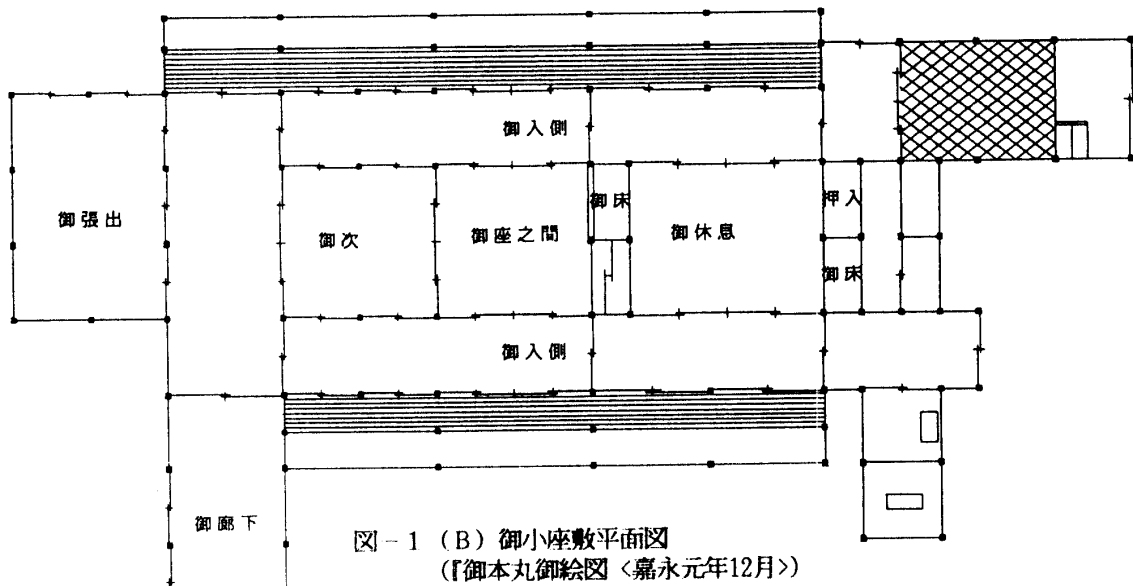 御入側
御張出
御次
御座之間
御床
御休息
押入
御床
御入側
御廊下
図-1 (B) 御小座敷平面図
(『御本丸御絵図〈嘉永元年12月〉)